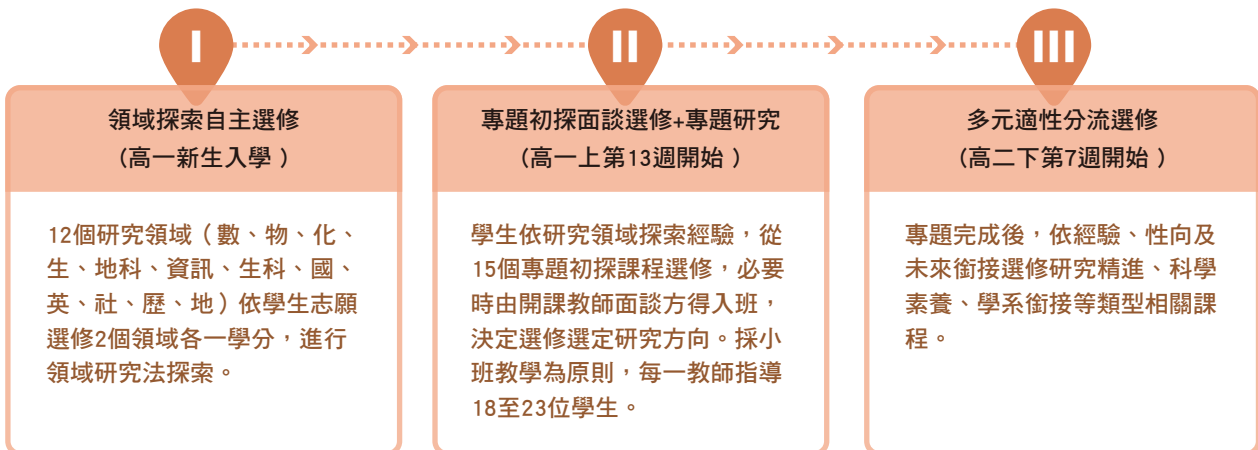 I
II
III
領域探索自主選修
(高一新生入學)
12個研究領域(數、物、化、
生、地科、資訊、生科、國、
英、社、歷、地)依學生志願
選修2個領域各一學分,進行
領域研究法探索。
專題初探面談選修+專題研究
(高一上第13週開始)
學生依研究領域探索經驗,從
15個專題初探課程選修,必要
時由開課教師面談方得入班,
決定選修選定研究方向。採小
班教學為原則,每一教師指導
18至23位學生。
多元適性分流選修
(高二下第7週開始)
專題完成後,依經驗、性向及
未來銜接選修研究精進、科學
素養、學系銜接等類型相關課
程。